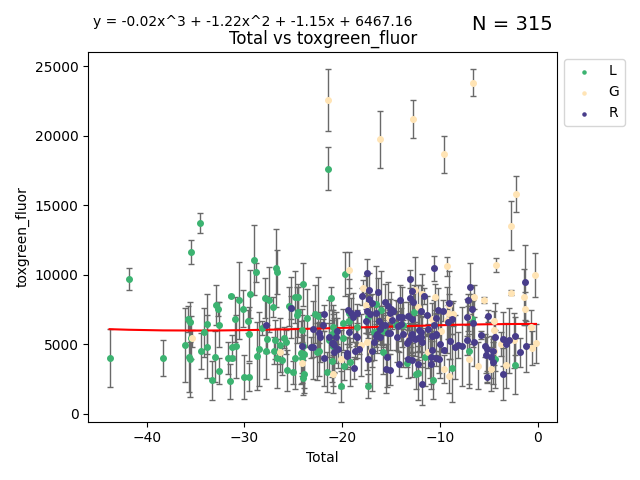 y = -0.02x^3 + -1.22x^2 + -1.15x + 6467.16
N = 315
Total vs toxgreen_fluor
25000
20000
15000
10000
5000
0
toxgreen_fluor
−40
−30
−20
−10
0
Total
L
G
R